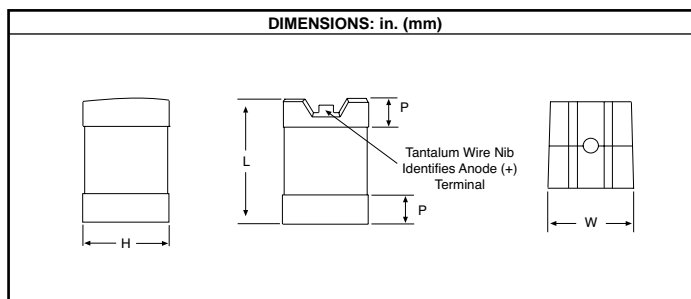 DIMENSIONS: in. (mm)
H
L
P
P
Tantalum Wire Nib
Identifies Anode (+)
Terminal
W